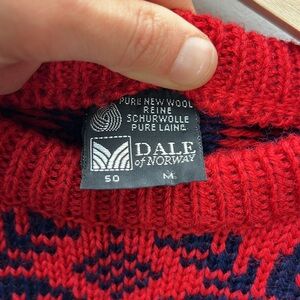 PURE NEW WOOL
REINE
SCHURWOLLE
PURE LAINE
DALE
of NORWAY
50 M